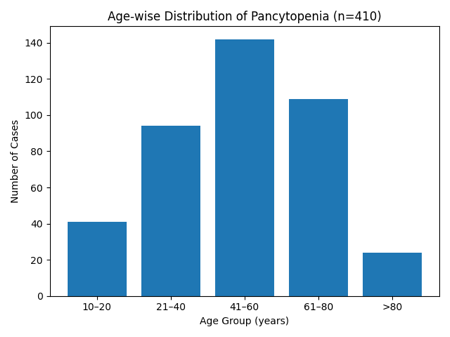 Age-wise Distribution of Pancytopenia (n=410)
Number of Cases
140
120
100
80
60
40
20
0
10–20 21–40 41–60 61–80 >80
Age Group (years)